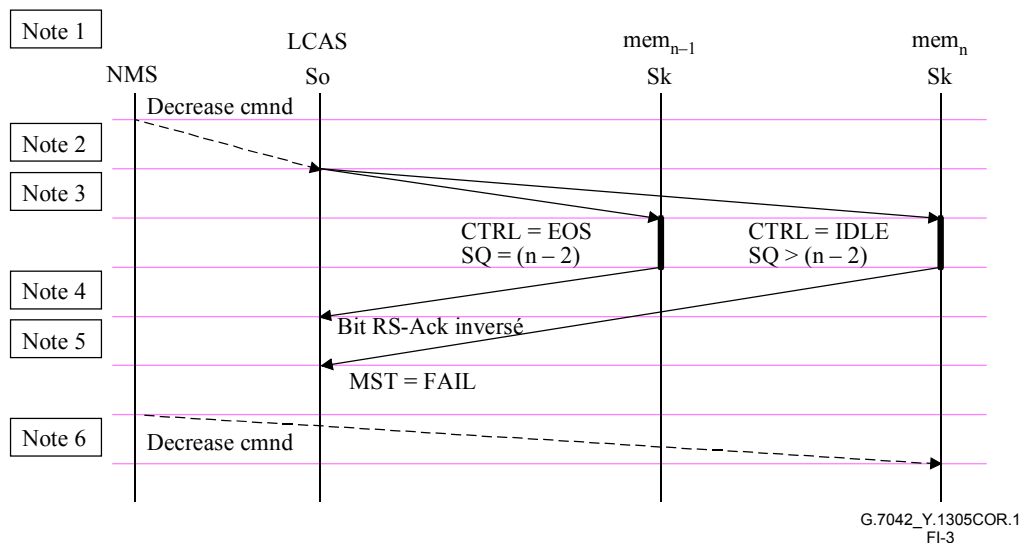 Note 1
LCAS
memn–1
memn
NMS
So
Sk
Sk
Decrease cmnd
Note 2
Note 3
CTRL = EOS
SQ = (n – 2)
CTRL = IDLE
SQ > (n – 2)
Note 4
Bit RS-Ack inversé
Note 5
MST = FAIL
Note 6
Decrease cmnd
G.7042_Y.1305COR.1
FI-3